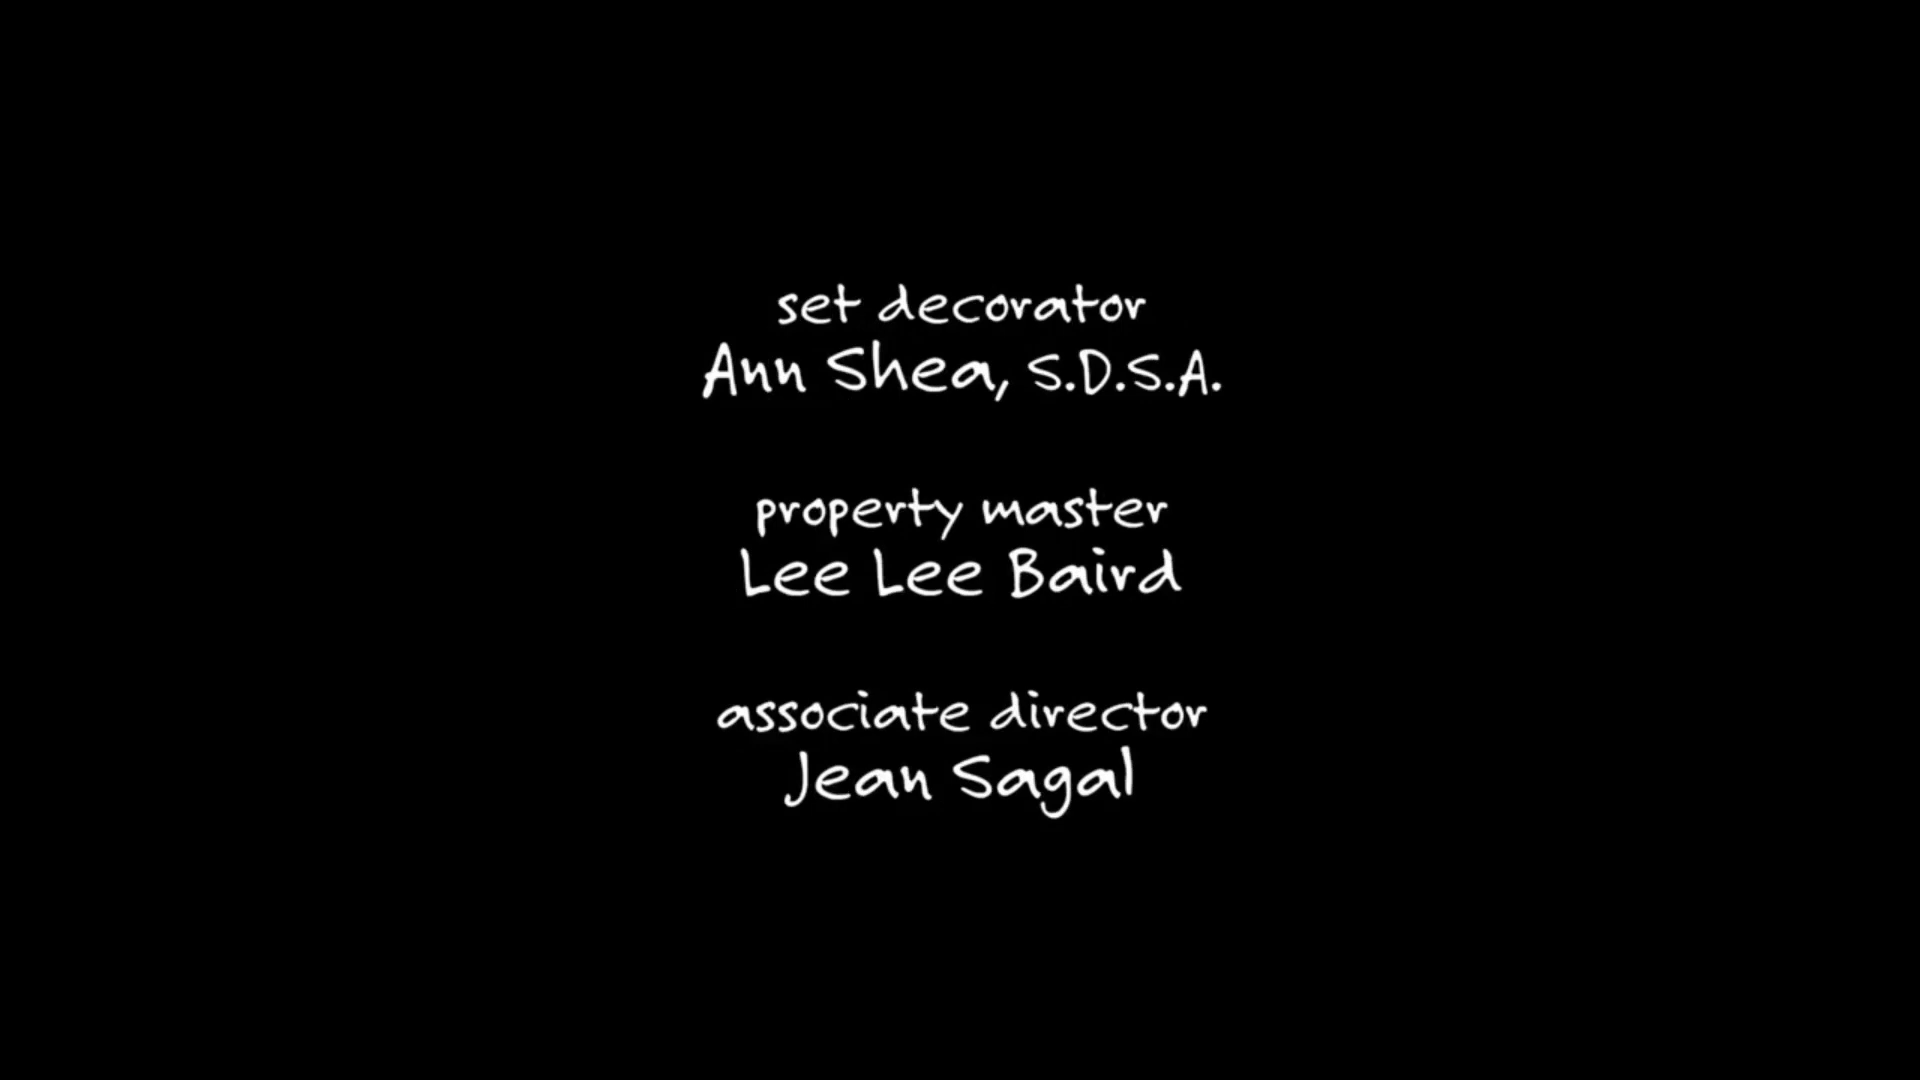 set decorator
Ann Shea, S.D.S.A.
property master
Lee Lee Baird
associate director
Jean Sagal